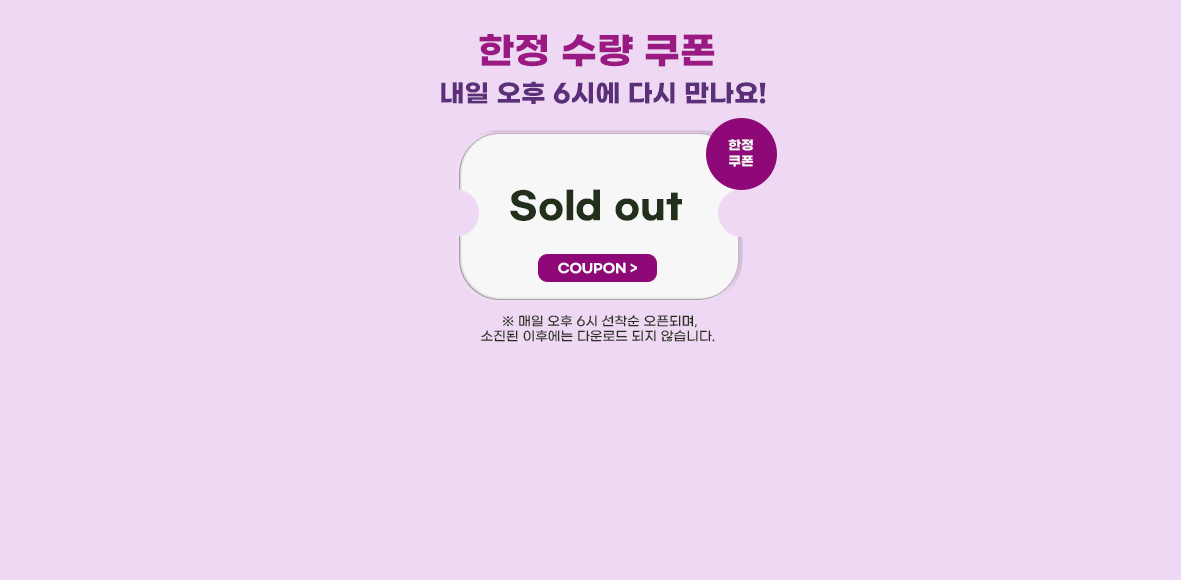 한정 수량 쿠폰
내일 오후 6시에 다시 만나요!
한정
쿠폰
Sold out
COUPON >
※ 매일 오후 6시 선착순 오픈되며,
소진된 이후에는 다운로드 되지 않습니다.